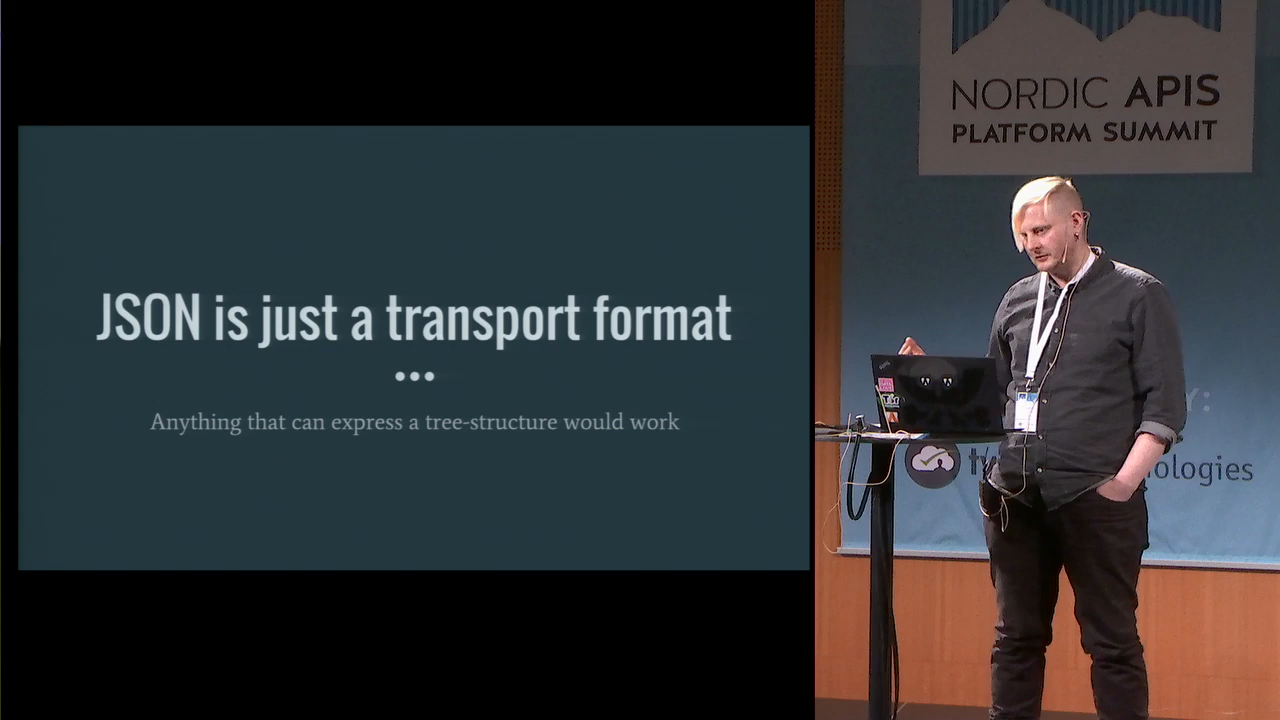 JSON is just a transport format
Anything that can express a tree-structure would work
NORDIC APIS
PLATFORM SUMMIT
Y:
ologies